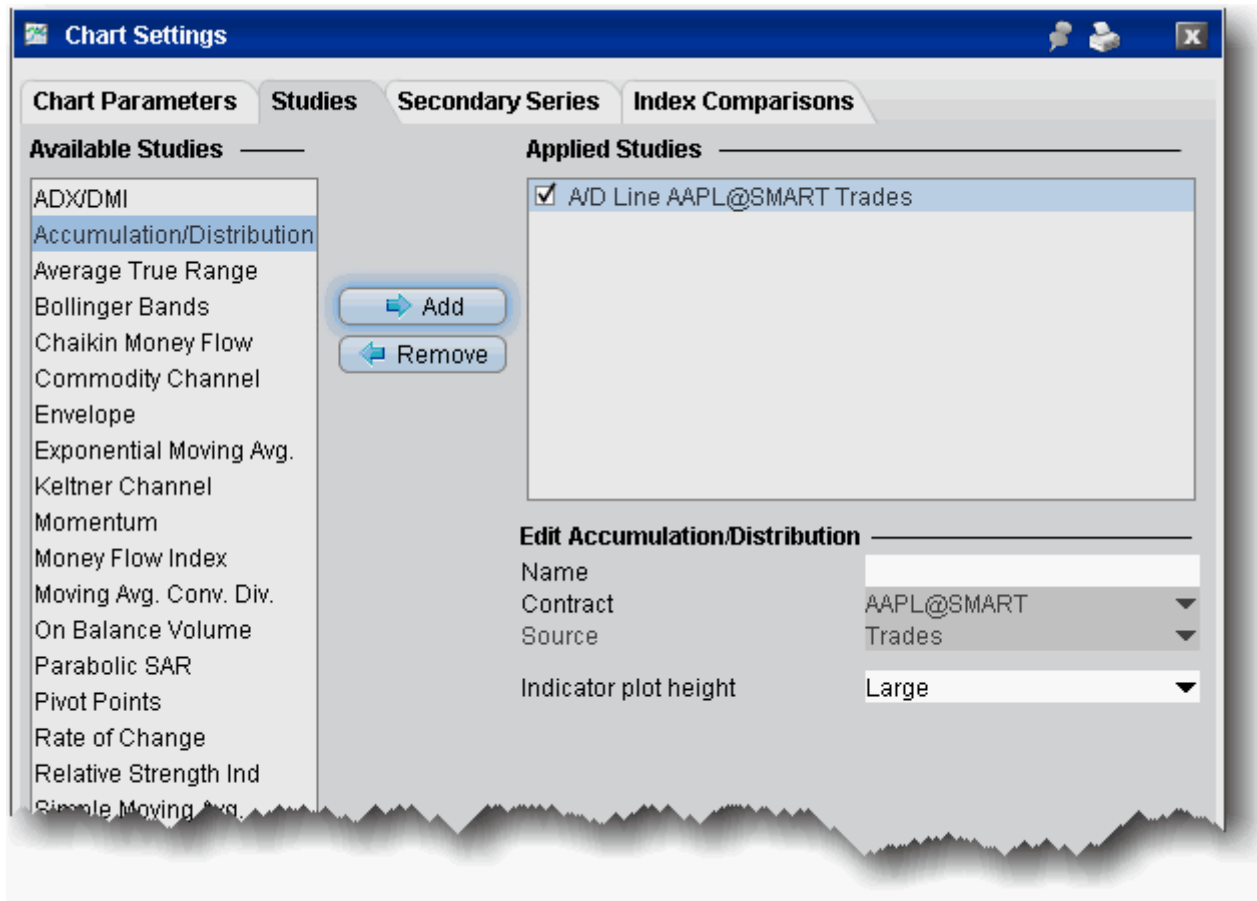 Chart Settings
Chart Parameters
Studies
Secondary Series
Index Comparisons
Available Studies
ADX/DMI
Accumulation/Distribution
Average True Range
Bollinger Bands
Chaikin Money Flow
Commodity Channel
Envelope
Exponential Moving Avg.
Keltner Channel
Momentum
Money Flow Index
Moving Avg. Conv. Div.
On Balance Volume
Parabolic SAR
Pivot Points
Rate of Change
Relative Strength Ind
Simple Moving Avg.
Add
Remove
Applied Studies
A/D Line AAPL@SMART Trades
Edit Accumulation/Distribution
Name
Contract AAPL@SMART
Source Trades
Indicator plot height Large